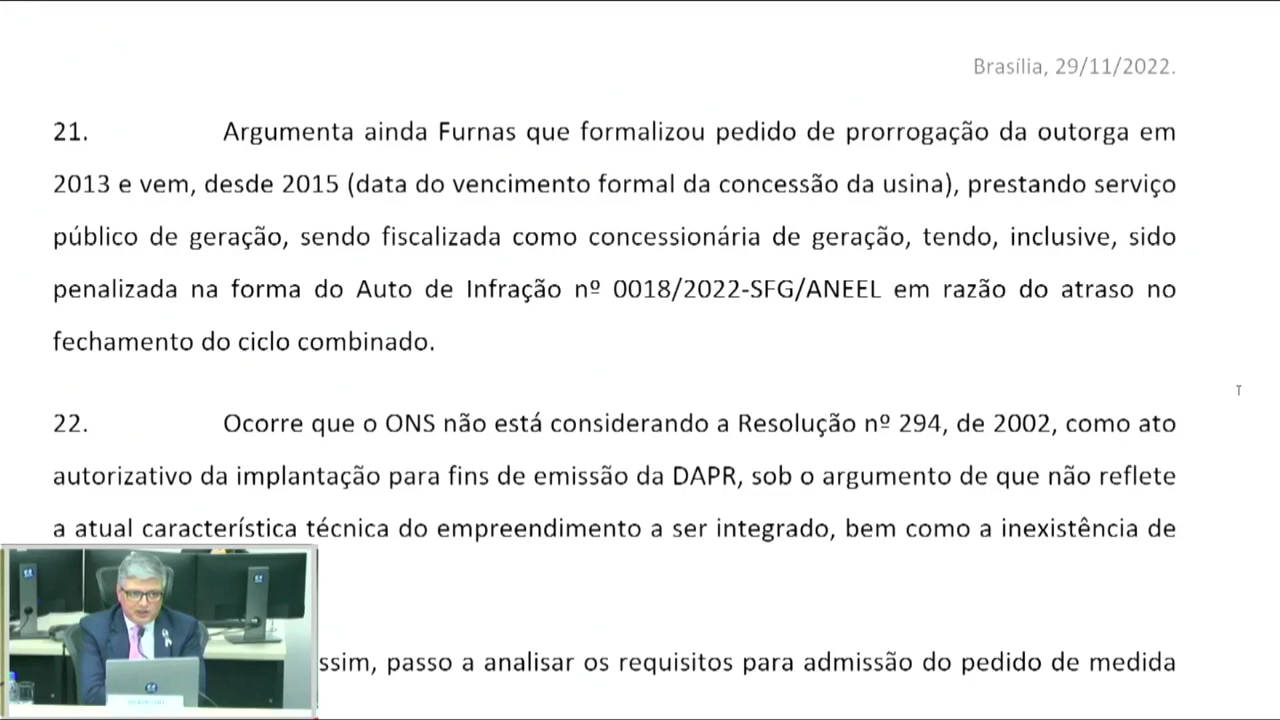 Brasília, 29/11/2022.
21. Argumenta ainda Furnas que formalizou pedido de prorrogação da outorga em
2013 e vem, desde 2015 (data do vencimento formal da concessão da usina), prestando serviço
público de geração, sendo fiscalizada como concessionária de geração, tendo, inclusive, sido
penalizada na forma do Auto de Infração nº 0018/2022-SFG/ANEEL em razão do atraso no
fechamento do ciclo combinado.
22. Ocorre que o ONS não está considerando a Resolução nº 294, de 2002, como ato
autorizativo da implantação para fins de emissão da DAPR, sob o argumento de que não reflete
a atual característica técnica do empreendimento a ser integrado, bem como a inexistência de
ssim, passo a analisar os requisitos para admissão do pedido de medida